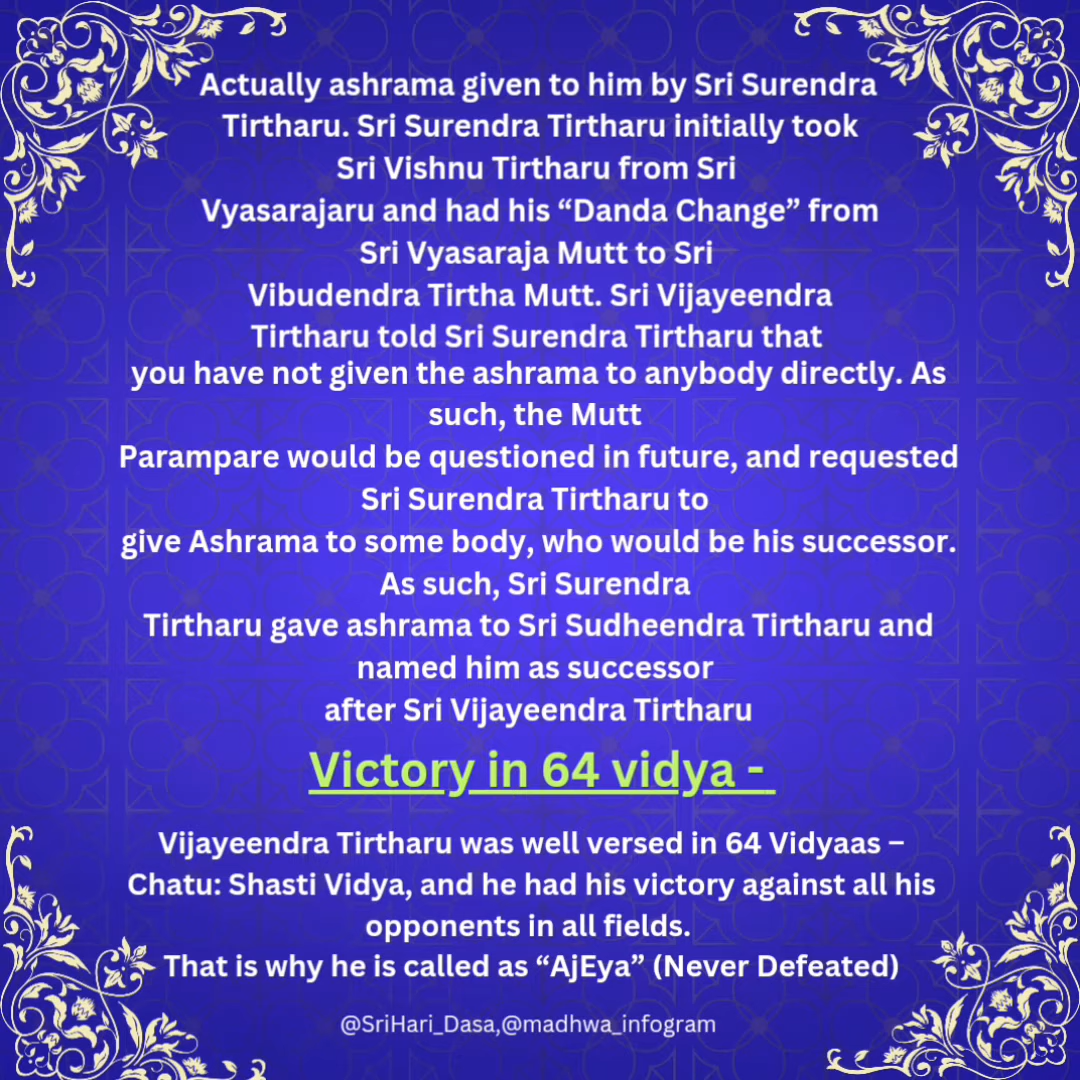 Actually ashrama given to him by Sri Surendra
Tirtharu. Sri Surendra Tirtharu initially took
Sri Vishnu Tirtharu from Sri
Vyasarajaru and had his “Danda Change” from
Sri Vyasaraja Mutt to Sri
Vibudendra Tirtha Mutt. Sri Vijayeendra
Tirtharu told Sri Surendra Tirtharu that
you have not given the ashrama to anybody directly. As
such, the Mutt
Parampare would be questioned in future, and requested
Sri Surendra Tirtharu to
give Ashrama to some body, who would be his successor.
As such, Sri Surendra
Tirtharu gave ashrama to Sri Sudheendra Tirtharu and
named him as successor
after Sri Vijayeendra Tirtharu
Victory in 64 vidya -
Vijayeendra Tirtharu was well versed in 64 Vidyaas –
Chatu: Shasti Vidya, and he had his victory against all his
opponents in all fields.
That is why he is called as “AjEya” (Never Defeated)
@SriHari_Dasa,@madhwa_infogram